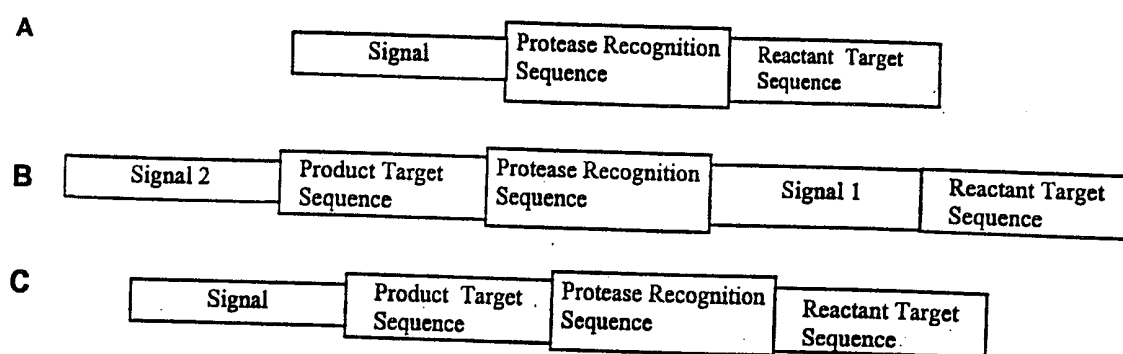 A
Signal
Protease Recognition
Sequence
Reactant Target
Sequence
B
Signal 2
Product Target
Sequence
Protease Recognition
Sequence
Signal 1
Reactant Target
Sequence
C
Signal
Product Target
Sequence
Protease Recognition
Sequence
Reactant Target
Sequence